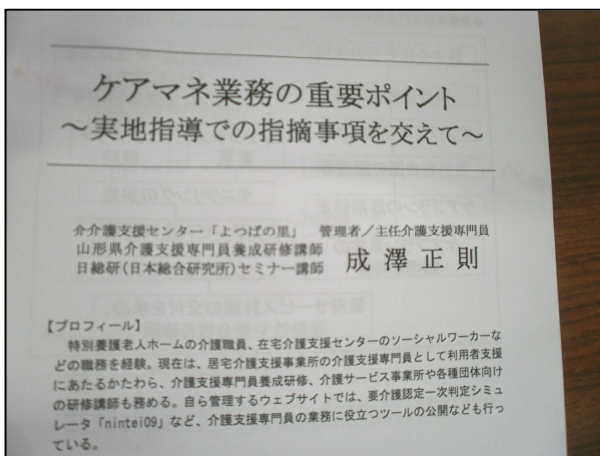 ケアマネ業務の重要ポイント
～実地指導での指摘事項を交えて～
介介護支援センター「よつばの里」 管理者／主任介護支援専門員
山形県介護支援専門員養成研修講師
日総研(日本総合研究所)セミナー講師 成澤正則
【プロフィール】
特別養護老人ホームの介護職員、在宅介護支援センターのソーシャルワーカーな
どの職務を経験。現在は、居宅介護支援事業所の介護支援専門員として利用者支援
にあたるかたわら、介護支援専門員養成研修、介護サービス事業所や各種団体向け
の研修講師も務める。自ら管理するウェブサイトでは、要介護認定一次判定シミュ
レータ「nintei09」など、介護支援専門員の業務に役立つツールの公開なども行っ
ている。